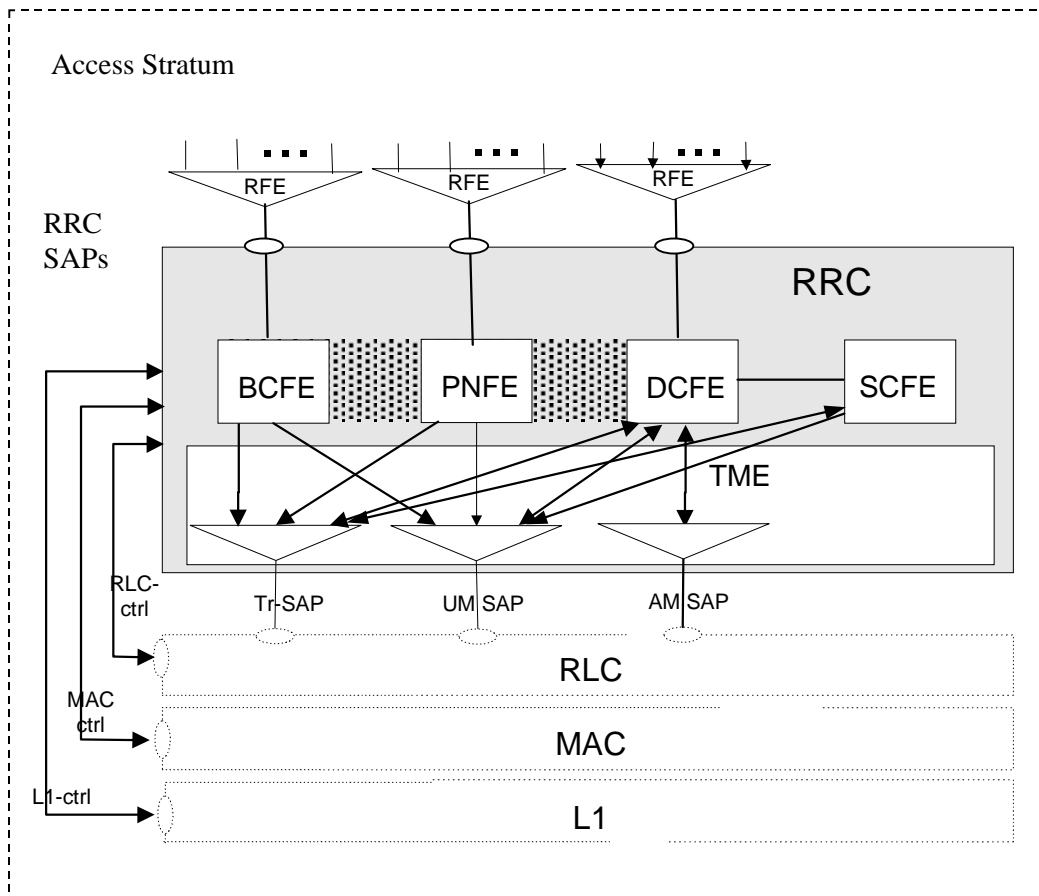 Access Stratum
RFE
RFE
RFE
RRC
SAPs
RRC
BCFE
PNFE
DCFE
SCFE
TME
RLC-
ctrl
Tr-SAP
UM SAP
AM SAP
RLC
MAC
ctrl
MAC
L1-ctrl
L1